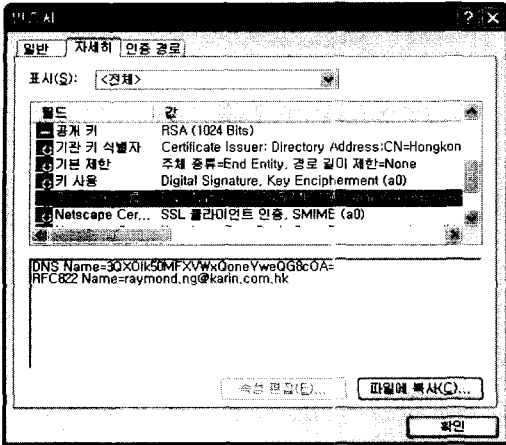 인증서
일반 자세히 인증 경로
표시(S): <전체>
필드 값
공개 키 RSA (1024 Bits)
기관 키 식별자 Certificate Issuer: Directory Address:CN=Hongkon
기본 제한 주체 종류=End Entity, 경로 길이 제한=None
키 사용 Digital Signature, Key Encipherment (a0)
Netscape Cer... SSL 클라이언트 인증, SMIME (a0)
DNS Name=3QXOIk50MFXVWxQoneYweQG8cOA=
RFC822 Name=raymond.ng@karin.com.hk
속성 편집(E)... 파일에 복사(C)...
확인